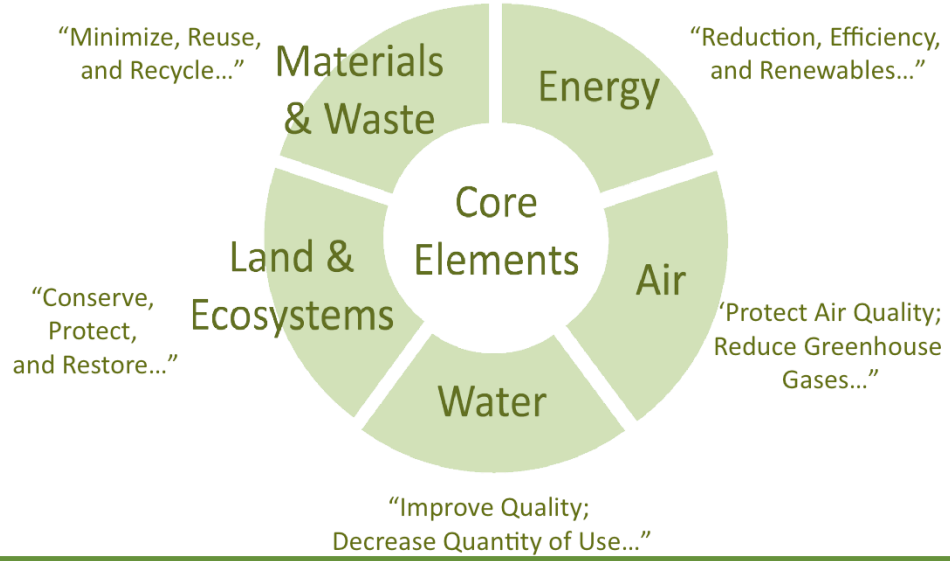 “Minimize, Reuse,
and Recycle…”
Materials
& Waste
Energy
“Reduction, Efficiency,
and Renewables…”
Core
Elements
Land &
Ecosystems
Air
“Conserve,
Protect,
and Restore…”
‘Protect Air Quality;
Reduce Greenhouse
Gases…”
Water
“Improve Quality;
Decrease Quantity of Use…”